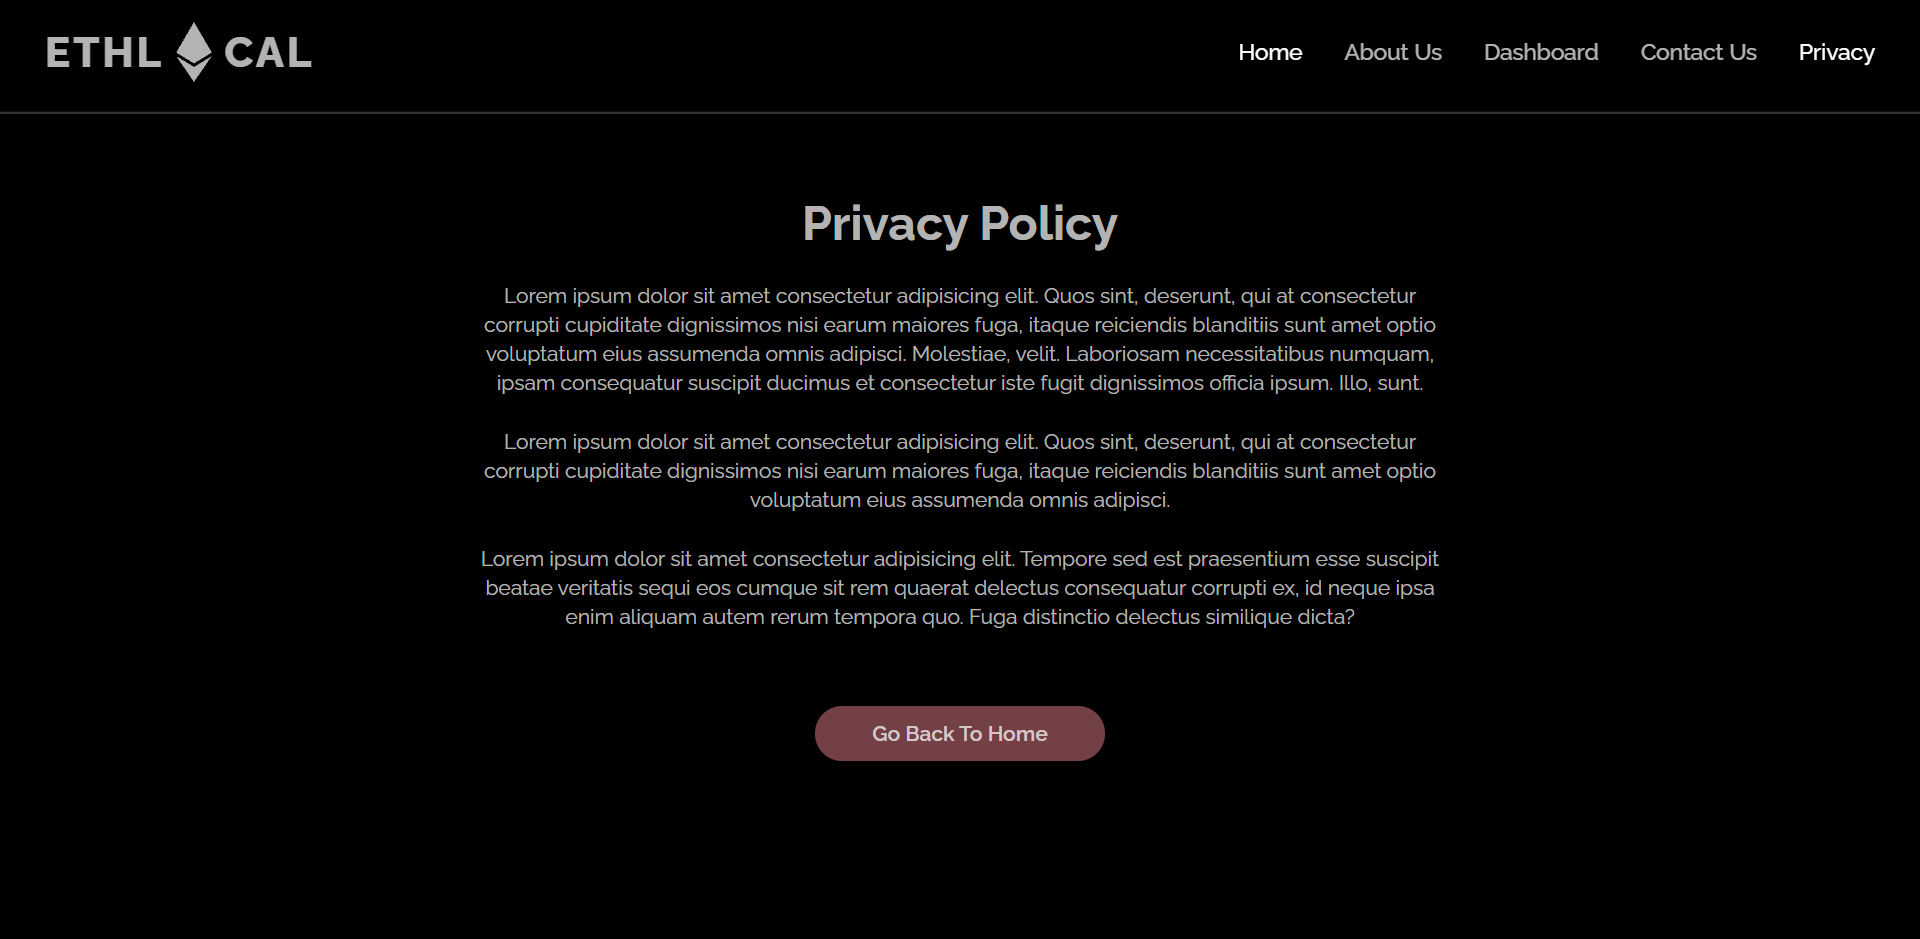 ETHL CAL
Home About Us Dashboard Contact Us Privacy
Privacy Policy
Lorem ipsum dolor sit amet consectetur adipisicing elit. Quos sint, deserunt, qui at consectetur
corrupti cupiditate dignissimos nisi earum maiores fuga, itaque reiciendis blanditiis sunt amet optio
voluptatum eius assumenda omnis adipisci. Molestiae, velit. Laboriosam necessitatibus numquam,
ipsam consequatur suscipit ducimus et consectetur iste fugit dignissimos officia ipsum. Illo, sunt.
Lorem ipsum dolor sit amet consectetur adipisicing elit. Quos sint, deserunt, qui at consectetur
corrupti cupiditate dignissimos nisi earum maiores fuga, itaque reiciendis blanditiis sunt amet optio
voluptatum eius assumenda omnis adipisci.
Lorem ipsum dolor sit amet consectetur adipisicing elit. Tempore sed est praesentium esse suscipit
beatae veritatis sequi eos cumque sit rem quaerat delectus consequatur corrupti ex, id neque ipsa
enim aliquam autem rerum tempora quo. Fuga distinctio delectus similique dicta?
Go Back To Home